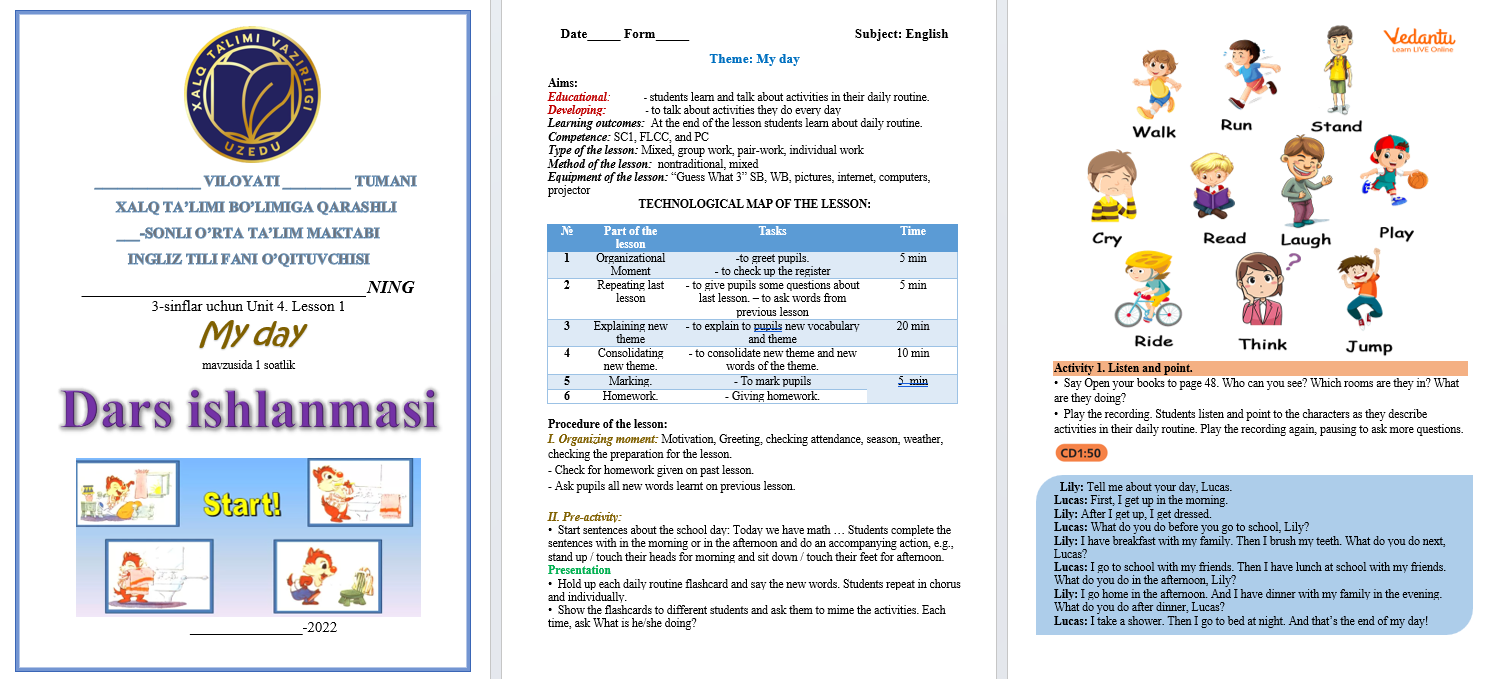 XALQ TA'LIMI VAZIRLIGI
UZEDU
________________ VILOYATI __________ TUMANI
XALQ TA’LIMI BO’LIMIGA QARASHLI
___-SONLI O’RTA TA’LIM MAKTABI
INGLIZ TILI FANI O’QITUVCHISI
________________________________NING
3-sinflar uchun Unit 4. Lesson 1
My day
mavzusida 1 soatlik
Dars ishlanmasi
Start!
__________________-2022
Date_____ Form_____ Subject: English
Theme: My day
Aims:
Educational: - students learn and talk about activities in their daily routine.
Developing: - to talk about activities they do every day
Learning outcomes: At the end of the lesson students learn about daily routine.
Competence: SC1, FLCC, and PC
Type of the lesson: Mixed, group work, pair-work, individual work
Method of the lesson: nontraditional, mixed
Equipment of the lesson: “Guess What 3” SB, WB, pictures, internet, computers,
projector
TECHNOLOGICAL MAP OF THE LESSON:
№ Part of the Tasks Time
lesson
1 Organizational -to greet pupils. 5 min
Moment - to check up the register
2 Repeating last - to give pupils some questions about 5 min
lesson last lesson. – to ask words from
previous lesson
3 Explaining new - to explain to pupils new vocabulary 20 min
theme and theme
4 Consolidating - to consolidate new theme and new 10 min
new theme. words of the theme.
5 Marking. - To mark pupils 5 min
6 Homework. - Giving homework.
Procedure of the lesson:
I. Organizing moment: Motivation, Greeting, checking attendance, season, weather,
checking the preparation for the lesson.
- Check for homework given on past lesson.
- Ask pupils all new words learnt on previous lesson.
II. Pre-activity:
• Start sentences about the school day: Today we have math … Students complete the
sentences with in the morning or in the afternoon and do an accompanying action, e.g.,
stand up / touch their heads for morning and sit down / touch their feet for afternoon.
Presentation
• Hold up each daily routine flashcard and say the new words. Students repeat in chorus
and individually.
• Show the flashcards to different students and ask them to mime the activities. Each
time, ask What is he/she doing?
Vedantu
Learn LIVE Online
Walk Run Stand
Cry Read Laugh Play
Ride Think Jump
Activity 1. Listen and point.
• Say Open your books to page 48. Who can you see? Which rooms are they in? What
are they doing?
• Play the recording. Students listen and point to the characters as they describe
activities in their daily routine. Play the recording again, pausing to ask more questions.
CD1:50
Lily: Tell me about your day, Lucas.
Lucas: First, I get up in the morning.
Lily: After I get up, I get dressed.
Lucas: What do you do before you go to school, Lily?
Lily: I have breakfast with my family. Then I brush my teeth. What do you do next,
Lucas?
Lucas: I go to school with my friends. Then I have lunch at school with my friends.
What do you do in the afternoon, Lily?
Lily: I go home in the afternoon. And I have dinner with my family in the evening.
What do you do after dinner, Lucas?
Lucas: I take a shower. Then I go to bed at night. And that’s the end of my day!